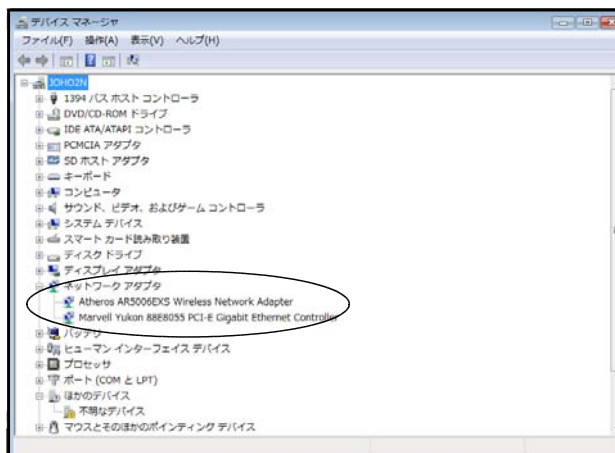 デバイス マネージャ
ファイル(F) 操作(A) 表示(V) ヘルプ(H)
JOHO2N
1394 バス ホスト コントローラ
DVD/CD-ROM ドライブ
IDE ATA/ATAPI コントローラ
PCMCIA アダプタ
SD ホスト アダプタ
キーボード
コンピュータ
サウンド、ビデオ、およびゲーム コントローラ
システム デバイス
スマート カード読み取り装置
ディスク ドライブ
ディスプレイ アダプタ
ネットワーク アダプタ
Atheros AR5006EXS Wireless Network Adapter
Marvell Yukon 88E8055 PCI-E Gigabit Ethernet Controller
バッテリ
ヒューマン インターフェイス デバイス
プロセッサ
ポート (COM と LPT)
ほかのデバイス
不明なデバイス
マウスとそのほかのポインティング デバイス